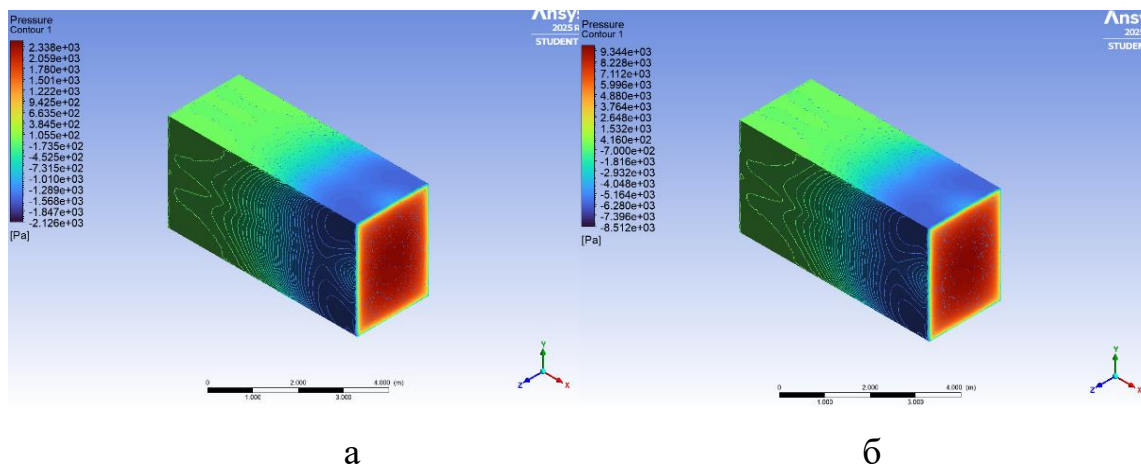 Pressure
Contour 1
2.338e+03
2.059e+03
1.780e+03
1.501e+03
1.222e+03
9.425e+02
6.635e+02
3.845e+02
1.055e+02
-1.735e+02
-4.525e+02
-7.315e+02
-1.010e+03
-1.289e+03
-1.568e+03
-1.847e+03
-2.126e+03
[Pa]
Ansys
2025 R
STUDENT
0 2.000 4.000 (m)
1.000 3.000
Y
Z X
а
Pressure
Contour 1
9.344e+03
8.228e+03
7.112e+03
5.996e+03
4.880e+03
3.764e+03
2.648e+03
1.532e+03
4.160e+02
-7.000e+02
-1.816e+03
-2.932e+03
-4.048e+03
-5.164e+03
-6.280e+03
-7.396e+03
-8.512e+03
[Pa]
Ans
2025
STUDE
0 2.000 4.000 (m)
1.000 3.000
Y
Z X
б